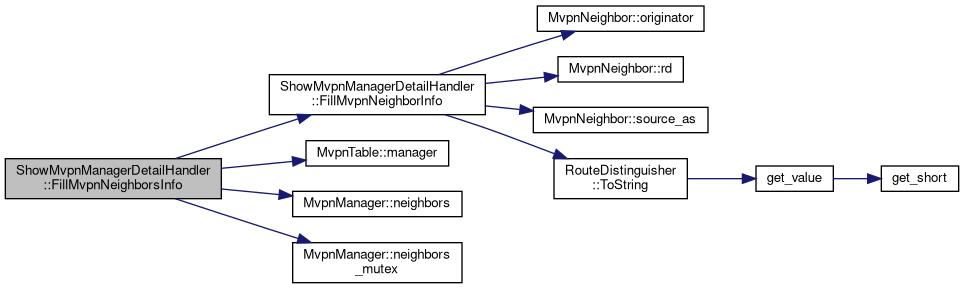 MvpnNeighbor::originator
MvpnNeighbor::rd
ShowMvpnManagerDetailHandler
::FillMvpnNeighborInfo
MvpnNeighbor::source_as
MvpnTable::manager
ShowMvpnManagerDetailHandler
::FillMvpnNeighborsInfo
RouteDistinguisher
::ToString
get_value
get_short
MvpnManager::neighbors
MvpnManager::neighbors
_mutex